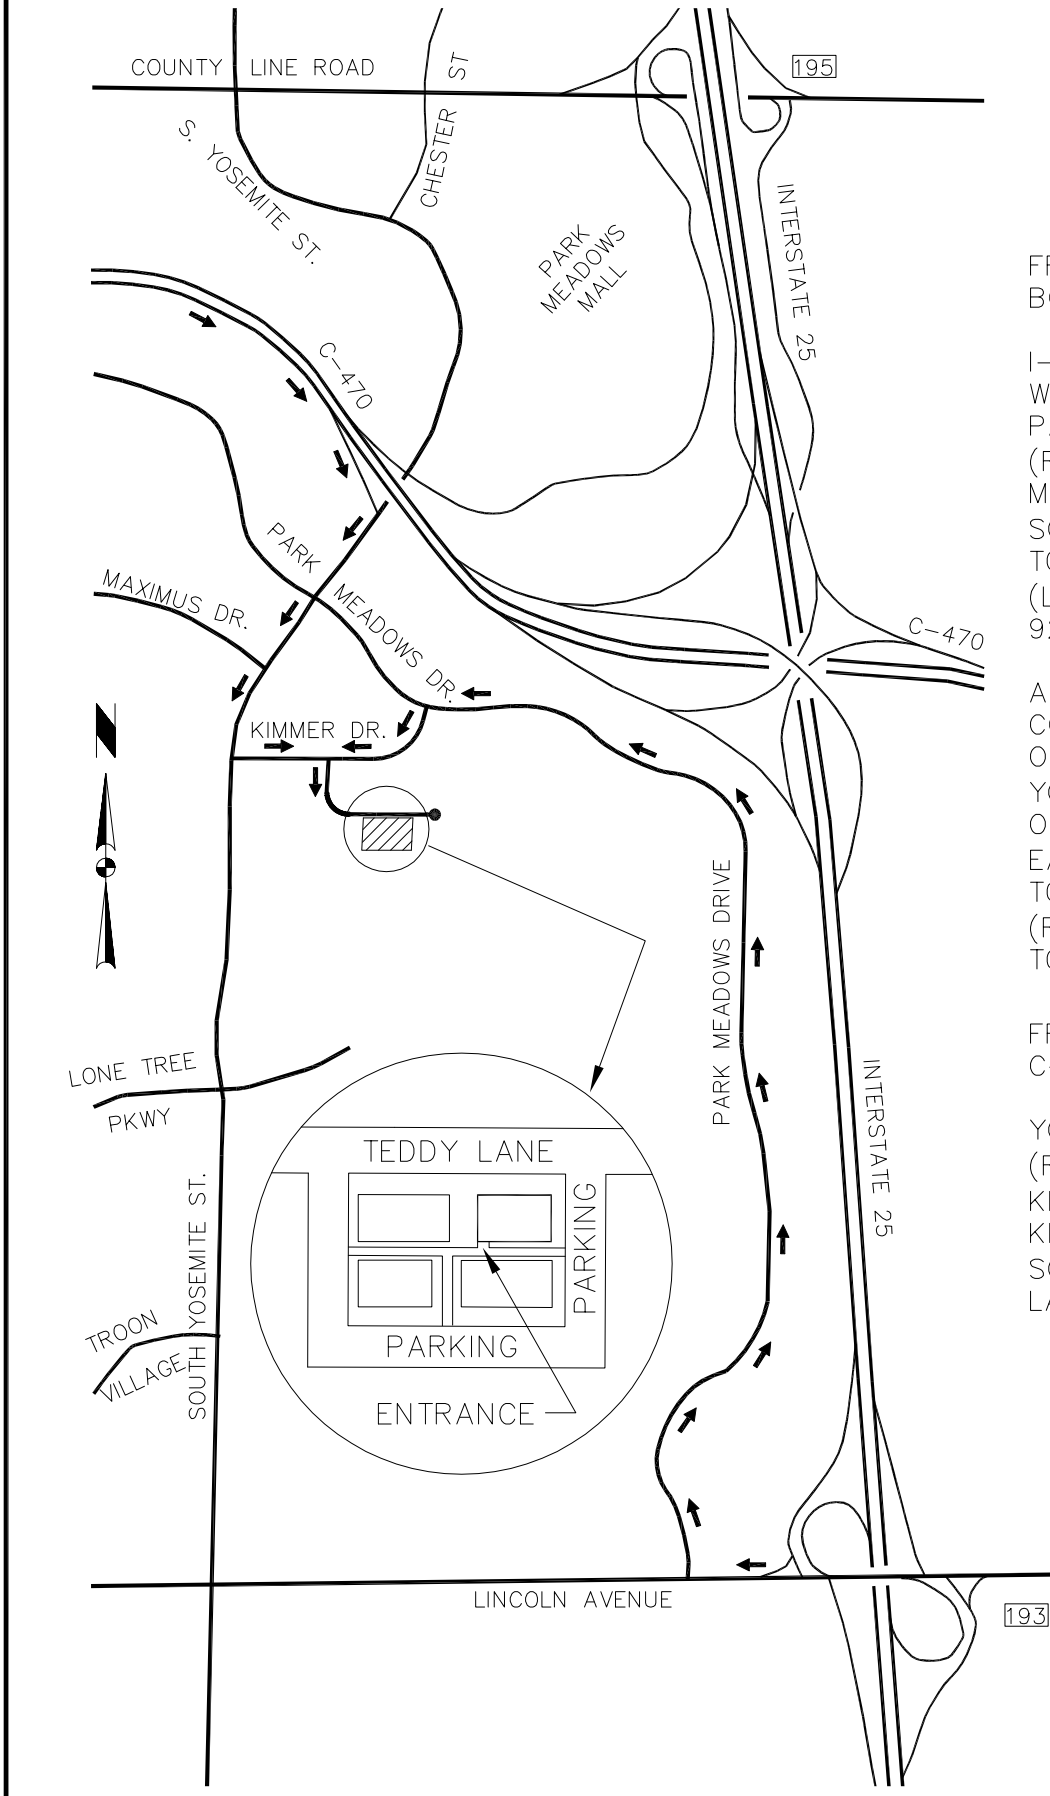 COUNTY LINE ROAD
195
CHESTER ST
S. YOSEMITE ST.
PARK
MEADOWS
MALL
INTERSTATE 25
C-470
PARK MEADOWS DR.
MAXIMUS DR.
C-470
N
KIMMER DR.
PARK MEADOWS DRIVE
LONE TREE
PKWY
INTERSTATE 25
TEDDY LANE
PARKING
SOUTH YOSEMITE ST.
TROON
VILLAGE
PARKING
ENTRANCE
LINCOLN AVENUE
193